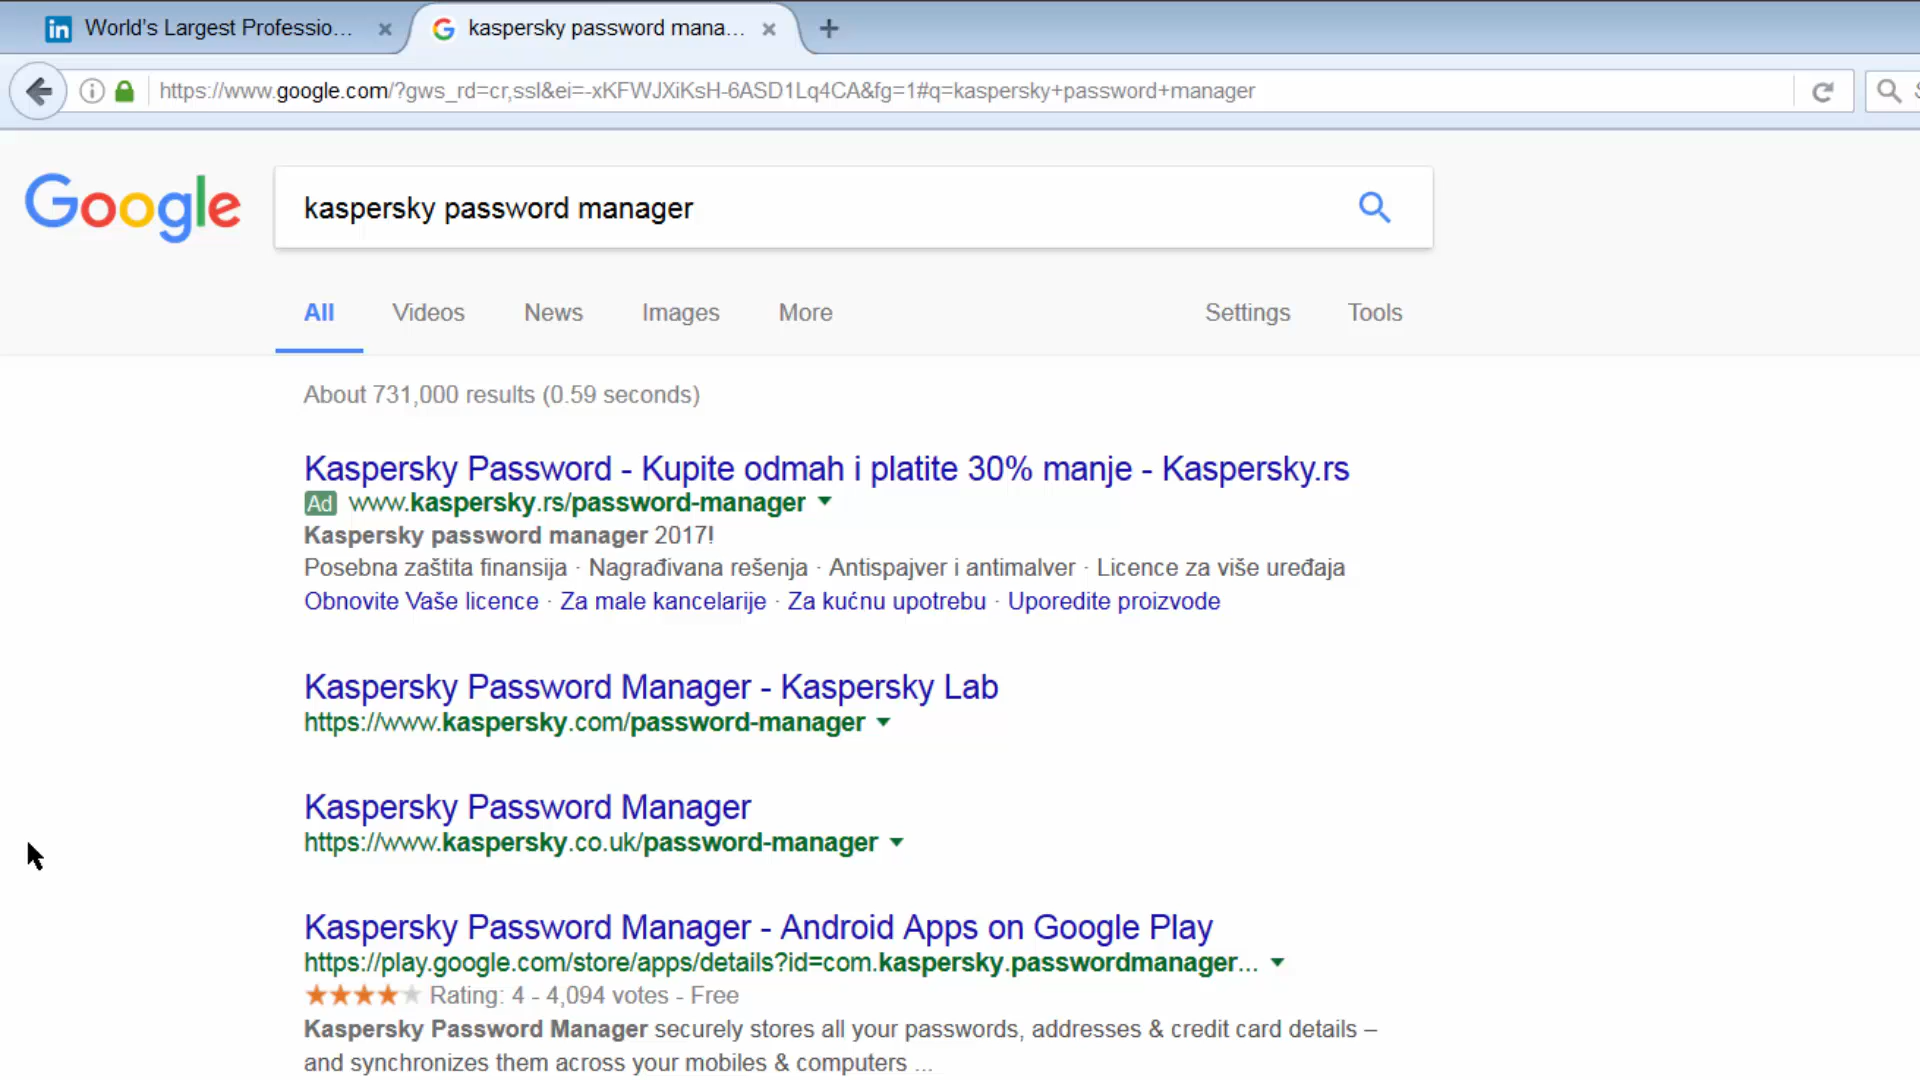 World's Largest Professio...
kaspersky password mana...
https://www.google.com/?gws_rd=cr,ssl&ei=-xKFWJXiKsH-6ASD1Lq4CA&fg=1#q=kaspersky+password+manager
Google
kaspersky password manager
All Videos News Images More Settings Tools
About 731,000 results (0.59 seconds)
Kaspersky Password - Kupite odmah i platite 30% manje - Kaspersky.rs
Ad www.kaspersky.rs/password-manager
Kaspersky password manager 2017!
Posebna zaštita finansija · Nagrađivana rešenja · Antispajver i antimalver · Licence za više uređaja
Obnovite Vaše licence · Za male kancelarije · Za kućnu upotrebu · Uporedite proizvode
Kaspersky Password Manager - Kaspersky Lab
https://www.kaspersky.com/password-manager
Kaspersky Password Manager
https://www.kaspersky.co.uk/password-manager
Kaspersky Password Manager - Android Apps on Google Play
https://play.google.com/store/apps/details?id=com.kaspersky.passwordmanager...
Rating: 4 - 4,094 votes - Free
Kaspersky Password Manager securely stores all your passwords, addresses & credit card details –
and synchronizes them across your mobiles & computers ...